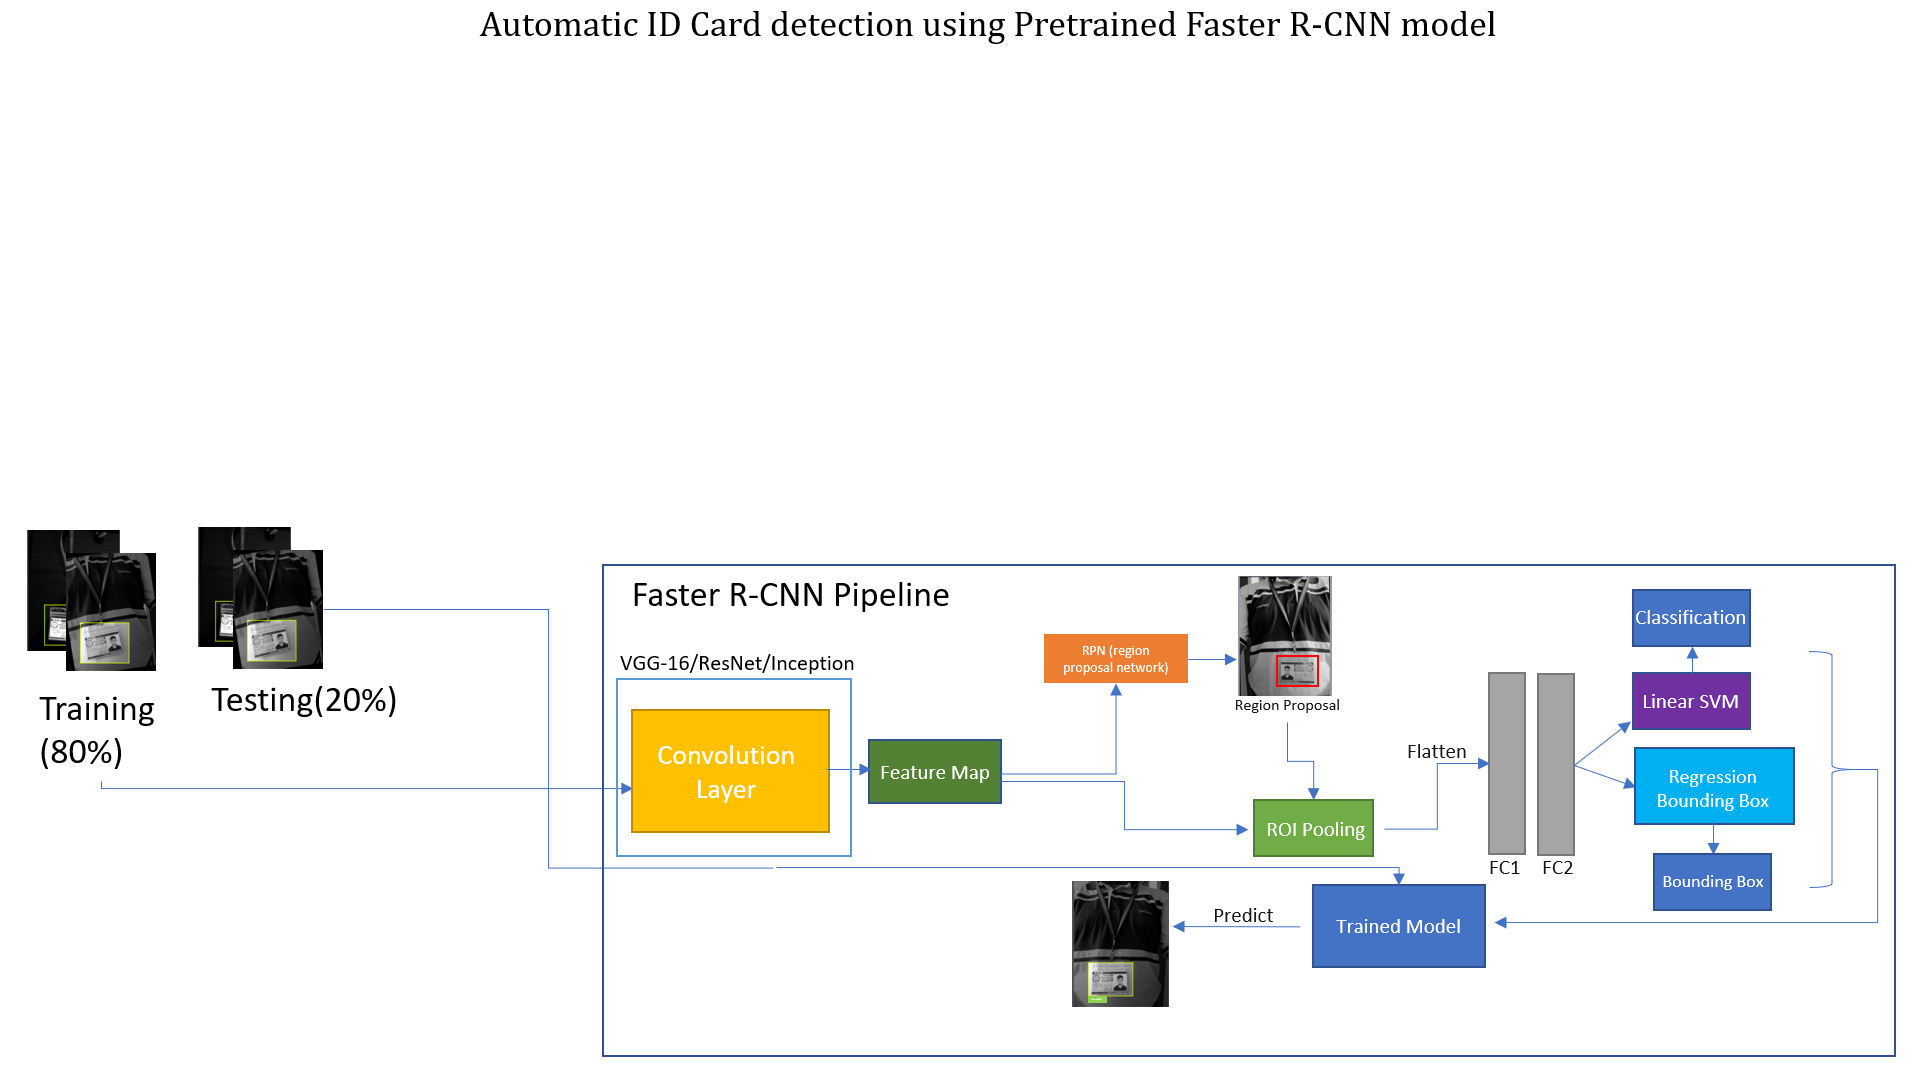 Automatic ID Card detection using Pretrained Faster R-CNN model
Training
(80%)
Testing(20%)
Faster R-CNN Pipeline
VGG-16/ResNet/Inception
Convolution
Layer
Feature Map
RPN (region
proposal network)
Region Proposal
ROI Pooling
Flatten
FC1
FC2
Classification
Linear SVM
Regression
Bounding Box
Bounding Box
Trained Model
Predict